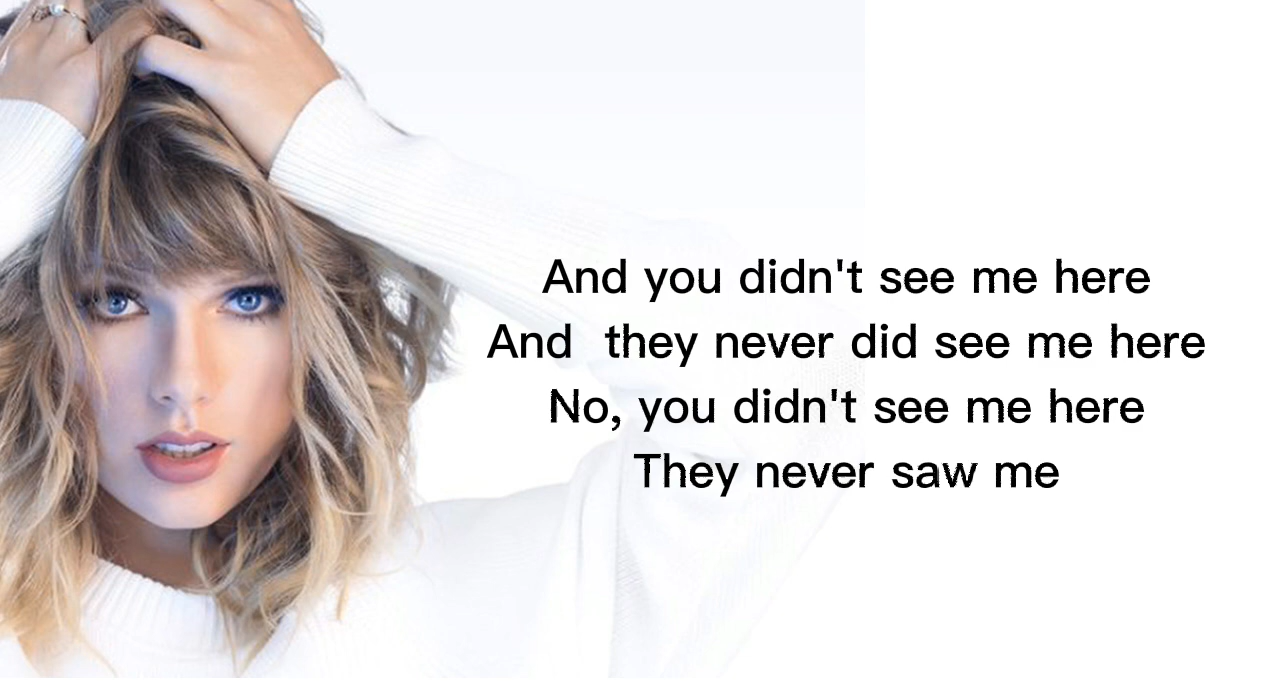 And you didn't see me here
And  they never did see me here
No, you didn't see me here
They never saw me